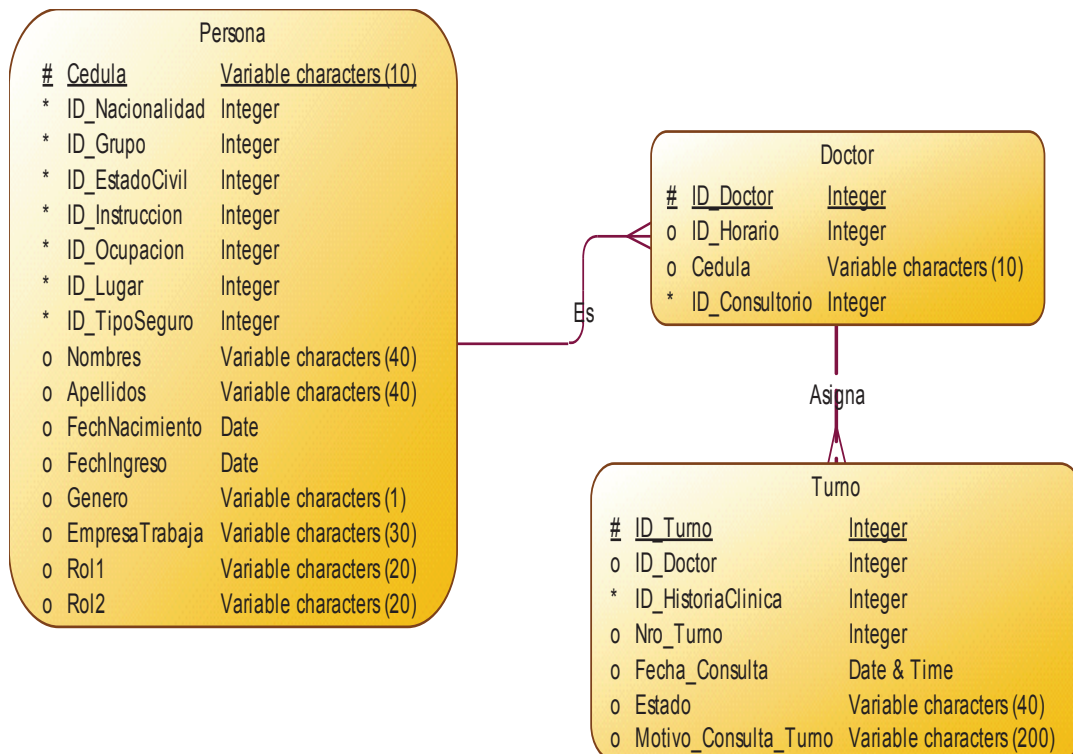 Persona
# Cedula Variable characters (10)
* ID_Nacionalidad Integer
* ID_Grupo Integer
* ID_EstadoCivil Integer
* ID_Instruccion Integer
* ID_Ocupacion Integer
* ID_Lugar Integer
* ID_TipoSeguro Integer
o Nombres Variable characters (40)
o Apellidos Variable characters (40)
o FechNacimiento Date
o FechIngreso Date
o Genero Variable characters (1)
o EmpresaTrabaja Variable characters (30)
o Rol1 Variable characters (20)
o Rol2 Variable characters (20)
Es
Doctor
# ID_Doctor Integer
o ID_Horario Integer
o Cedula Variable characters (10)
* ID_Consultorio Integer
Asigna
Turno
# ID_Turno Integer
o ID_Doctor Integer
* ID_HistoriaClinica Integer
o Nro_Turno Integer
o Fecha_Consulta Date & Time
o Estado Variable characters (40)
o Motivo_Consulta_Turno Variable characters (200)